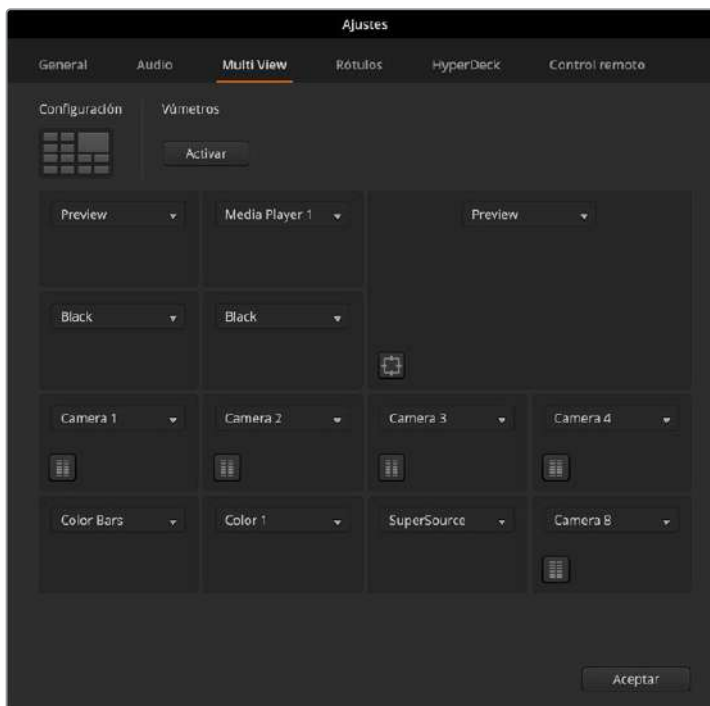 Ajustes
General Audio Multi View Rótulos HyperDeck Control remoto
Configuración Vúmetros
Activar
Preview Media Player 1 Preview
Black Black
Camera 1 Camera 2 Camera 3 Camera 4
Color Bars Color 1 SuperSource Camera 8
Aceptar